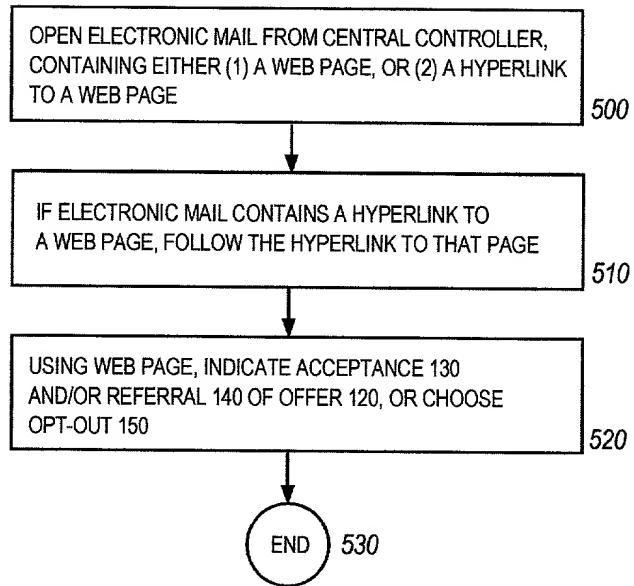 OPEN ELECTRONIC MAIL FROM CENTRAL CONTROLLER,
CONTAINING EITHER (1) A WEB PAGE, OR (2) A HYPERLINK
TO A WEB PAGE
500
IF ELECTRONIC MAIL CONTAINS A HYPERLINK TO
A WEB PAGE, FOLLOW THE HYPERLINK TO THAT PAGE
510
USING WEB PAGE, INDICATE ACCEPTANCE 130
AND/OR REFERRAL 140 OF OFFER 120, OR CHOOSE
OPT-OUT 150
520
END
530